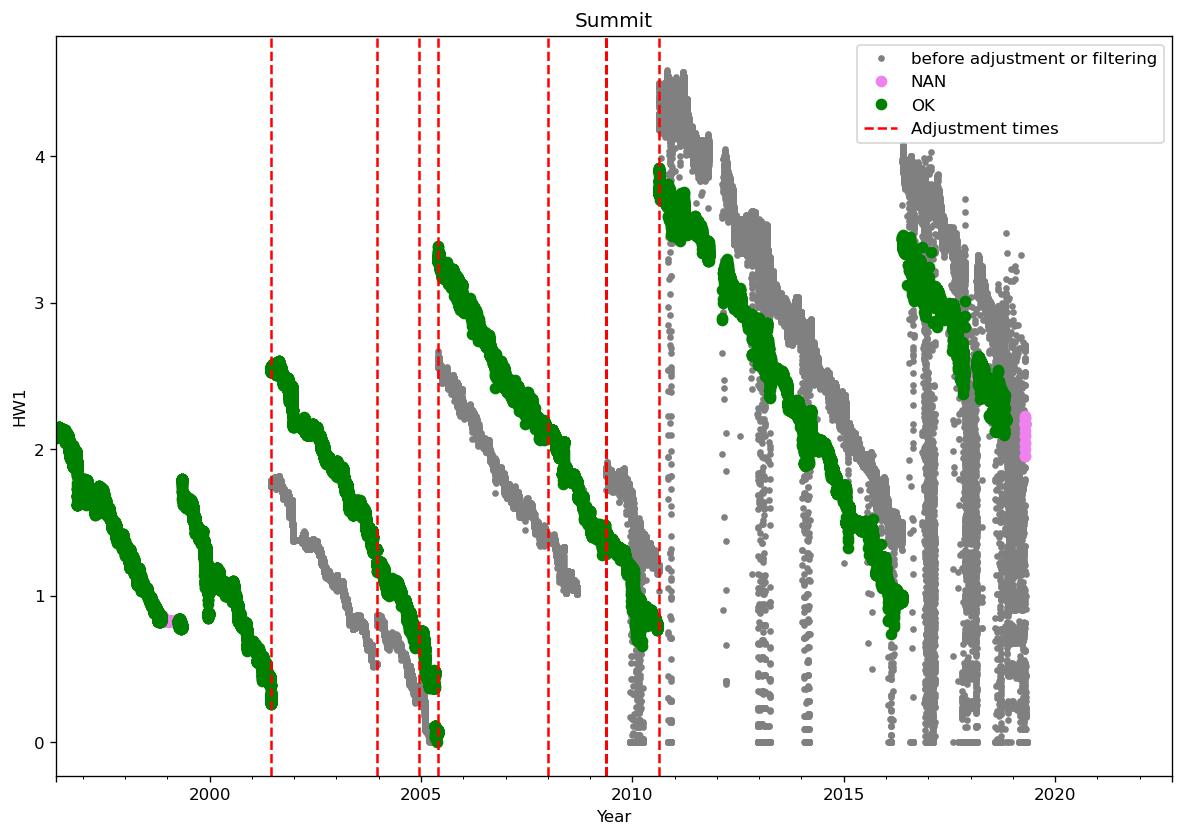 Summit
before adjustment or filtering
NAN
OK
Adjustment times
HW1
4
3
2
1
0
2000
2005
2010
2015
2020
Year